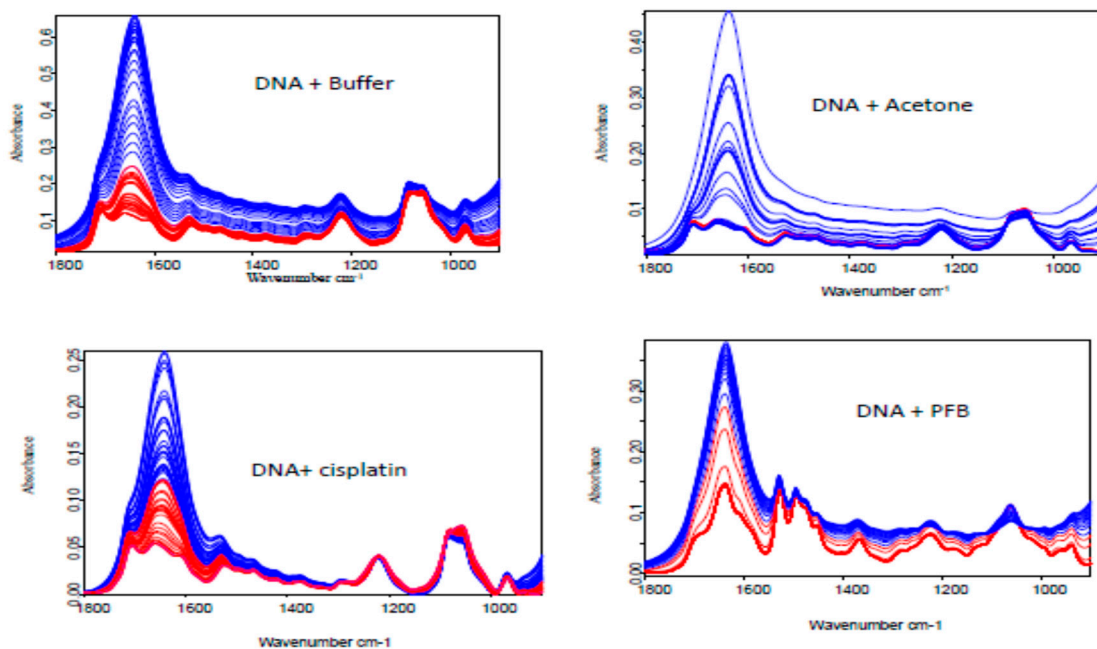 DNA + Buffer
Absorbance
0,6
0,5
0,4
0,3
0,2
0,1
1800 1600 1400 1200 1000
Wavenumber cm-1
DNA + Acetone
Absorbance
0,40
0,30
0,20
0,1
1800 1600 1400 1200 1000
Wavenumber cm-1
DNA+ cisplatin
Absorbance
0,25
0,20
0,15
0,10
0,05
0,00
1800 1600 1400 1200 1000
Wavenumber cm-1
DNA + PFB
Absorbance
0,30
0,20
0,1
0,00
1800 1600 1400 1200 1000
Wavenumber cm-1